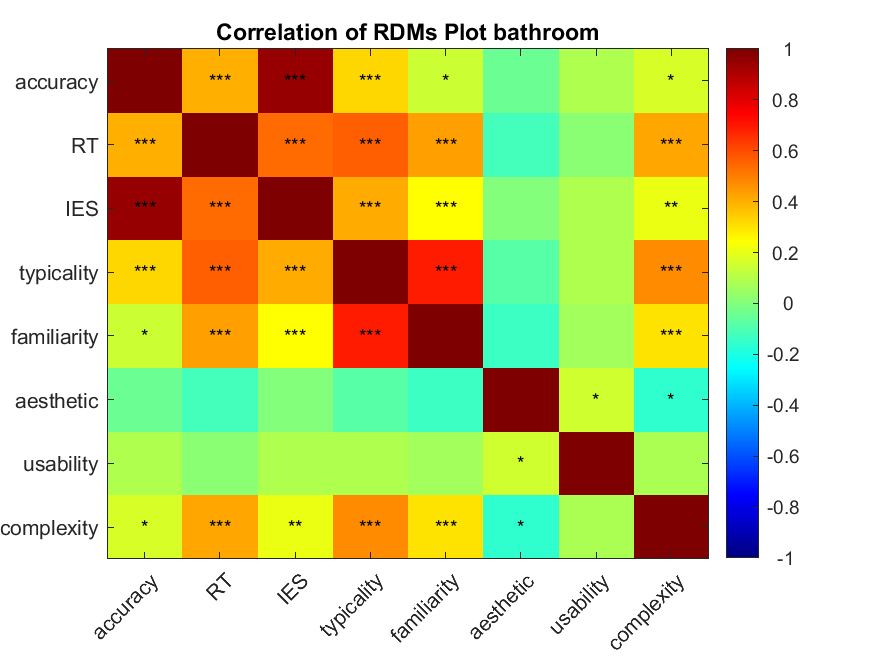 Correlation of RDMs Plot bathroom
accuracy *** *** *** * *
RT *** *** *** *** ***
IES *** *** *** *** **
typicality *** *** *** *** ***
familiarity * *** *** *** ***
aesthetic * *
usability *
complexity * *** ** *** *** *
accuracy RT IES typicality familiarity aesthetic usability complexity
1
0.8
0.6
0.4
0.2
0
-0.2
-0.4
-0.6
-0.8
-1